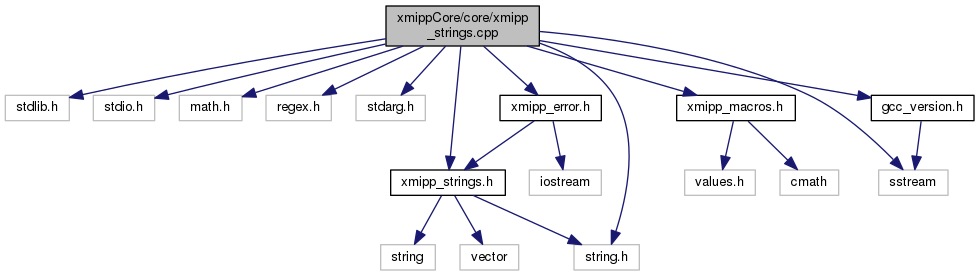 xmippCore/core/xmipp
_strings.cpp
stdlib.h
stdio.h
math.h
regex.h
stdarg.h
xmipp_error.h
xmipp_macros.h
gcc_version.h
xmipp_strings.h
iostream
values.h
cmath
sstream
string
vector
string.h